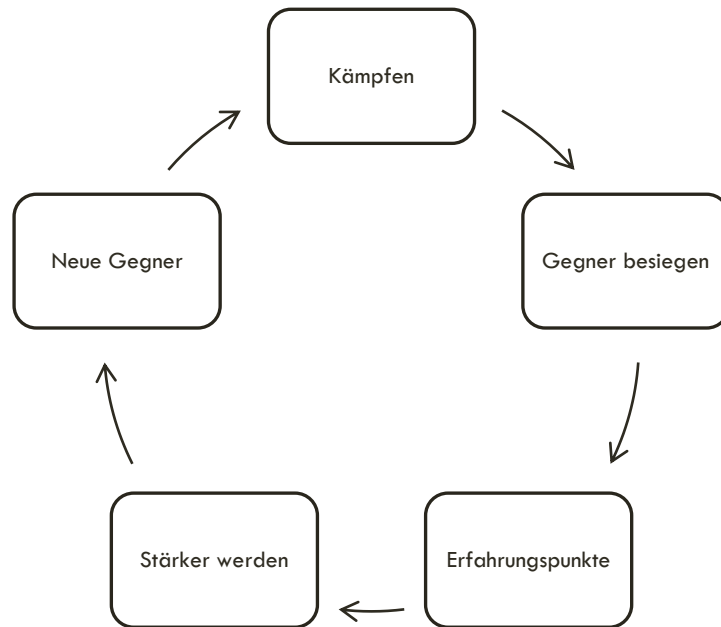 Kämpfen
Gegner besiegen
Erfahrungspunkte
Stärker werden
Neue Gegner